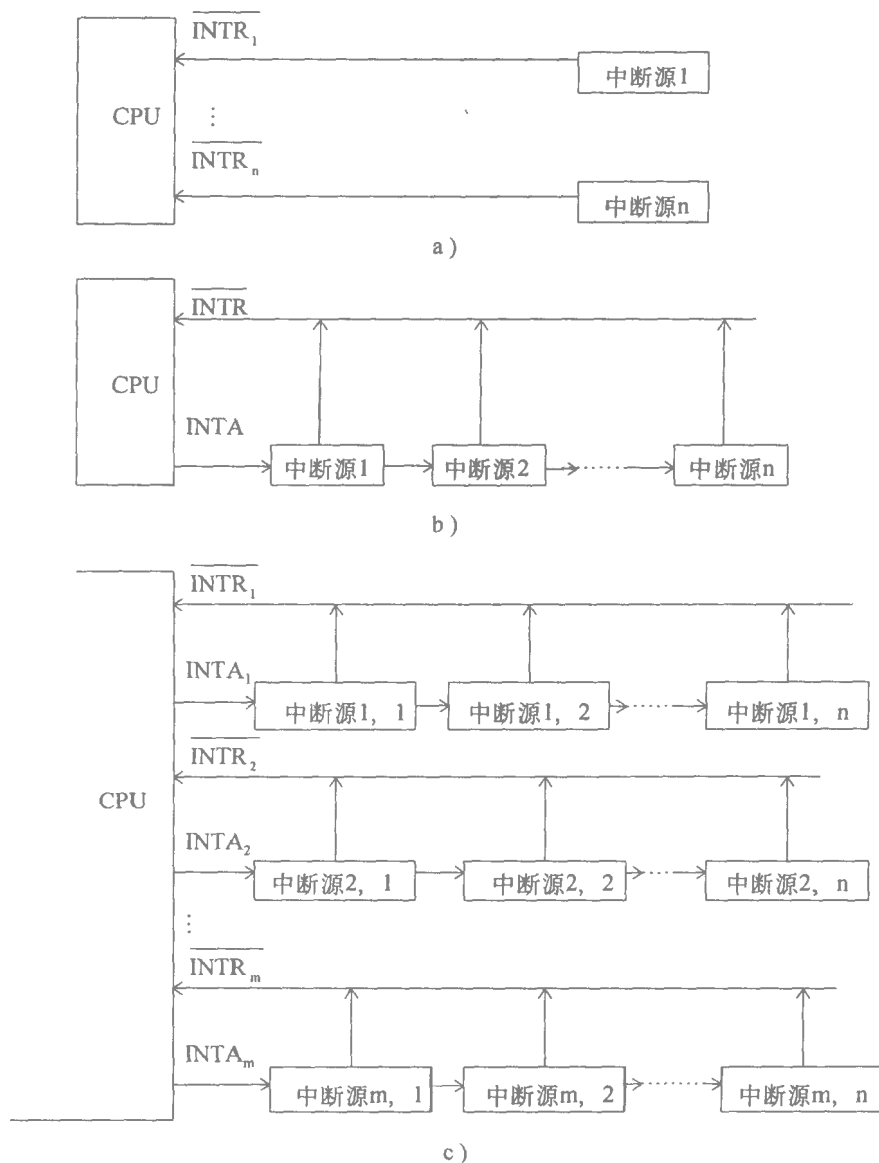 INTR₁
中断源1
CPU
⋮
INTRₙ
中断源n
a)
INTR
CPU
INTA
中断源1
中断源2
中断源n
b)
INTR₁
INTA₁
中断源1, 1
中断源1, 2
中断源1, n
INTR₂
CPU
INTA₂
中断源2, 1
中断源2, 2
中断源2, n
⋮
INTRₘ
INTAₘ
中断源m, 1
中断源m, 2
中断源m, n
c)